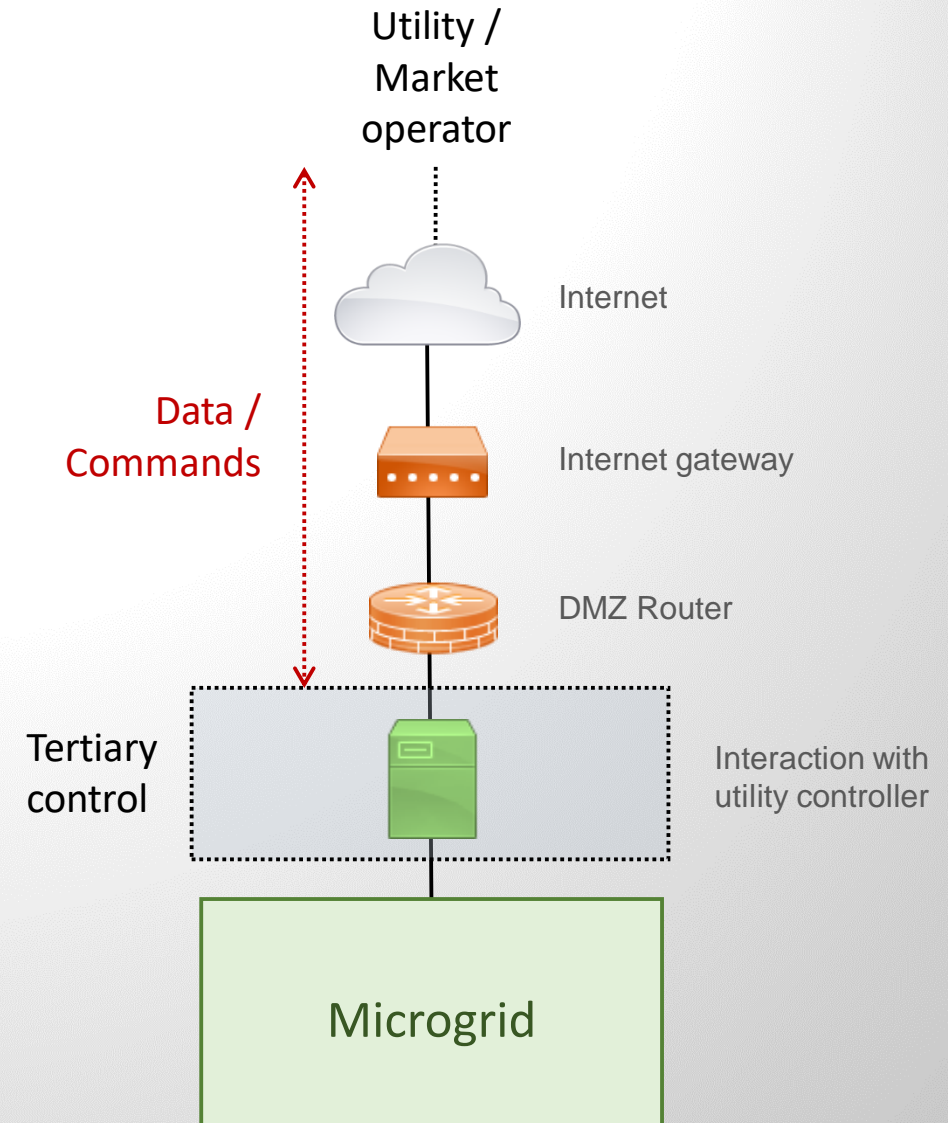 Utility /
Market
operator
Internet
Data /
Commands
Internet gateway
DMZ Router
Tertiary
control
Interaction with
utility controller
Microgrid